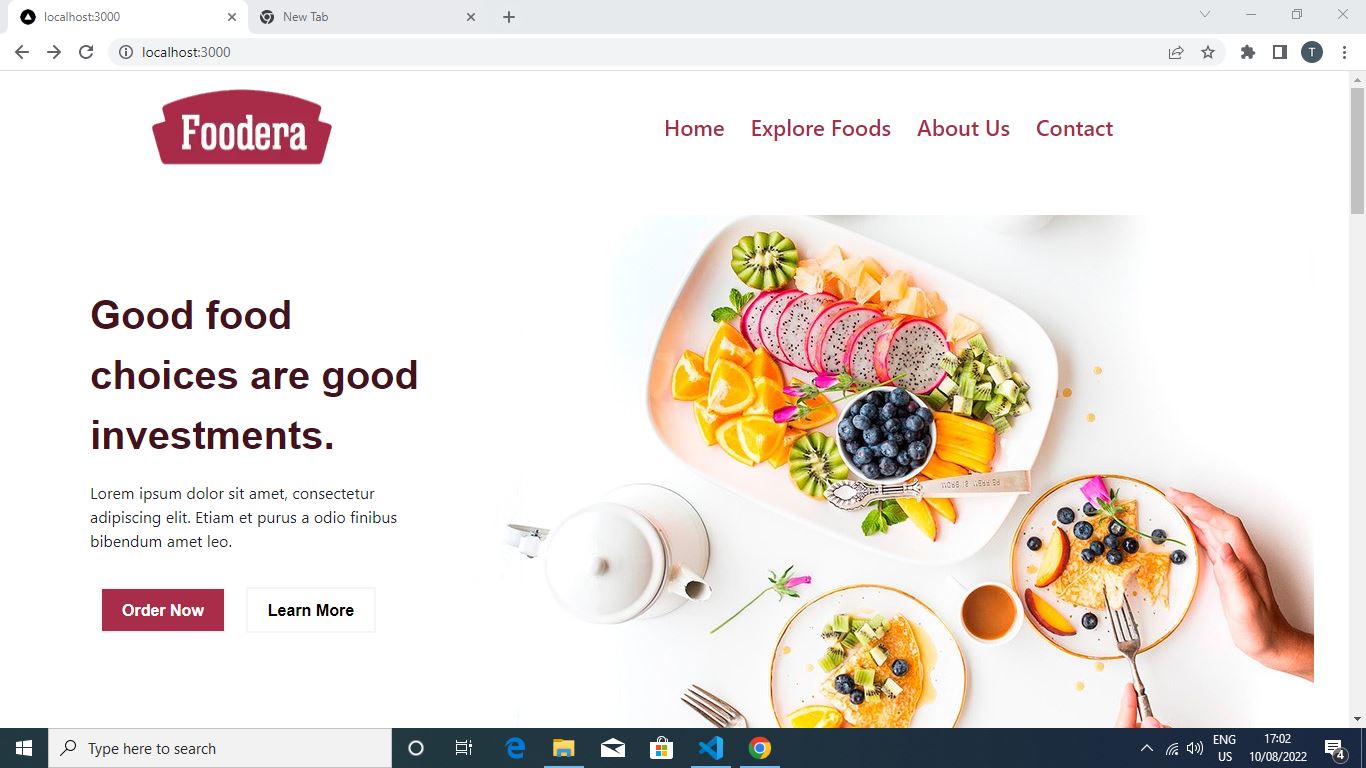 localhost:3000
New Tab
localhost:3000
T
Foodera
Home Explore Foods About Us Contact
Good food
choices are good
investments.
Lorem ipsum dolor sit amet, consectetur
adipiscing elit. Etiam et purus a odio finibus
bibendum amet leo.
Order Now Learn More
Type here to search
ENG
US
17:02
10/08/2022
4